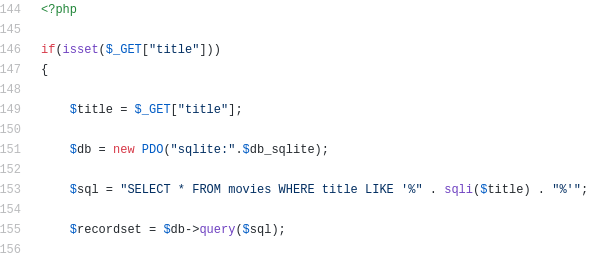 144 <?php
145
146 if(isset($_GET["title"]))
147 {
148
149 $title = $_GET["title"];
150
151 $db = new PDO("sqlite:".$db_sqlite);
152
153 $sql = "SELECT * FROM movies WHERE title LIKE '%" . sqli($title) . "%'";
154
155 $recordset = $db->query($sql);
156